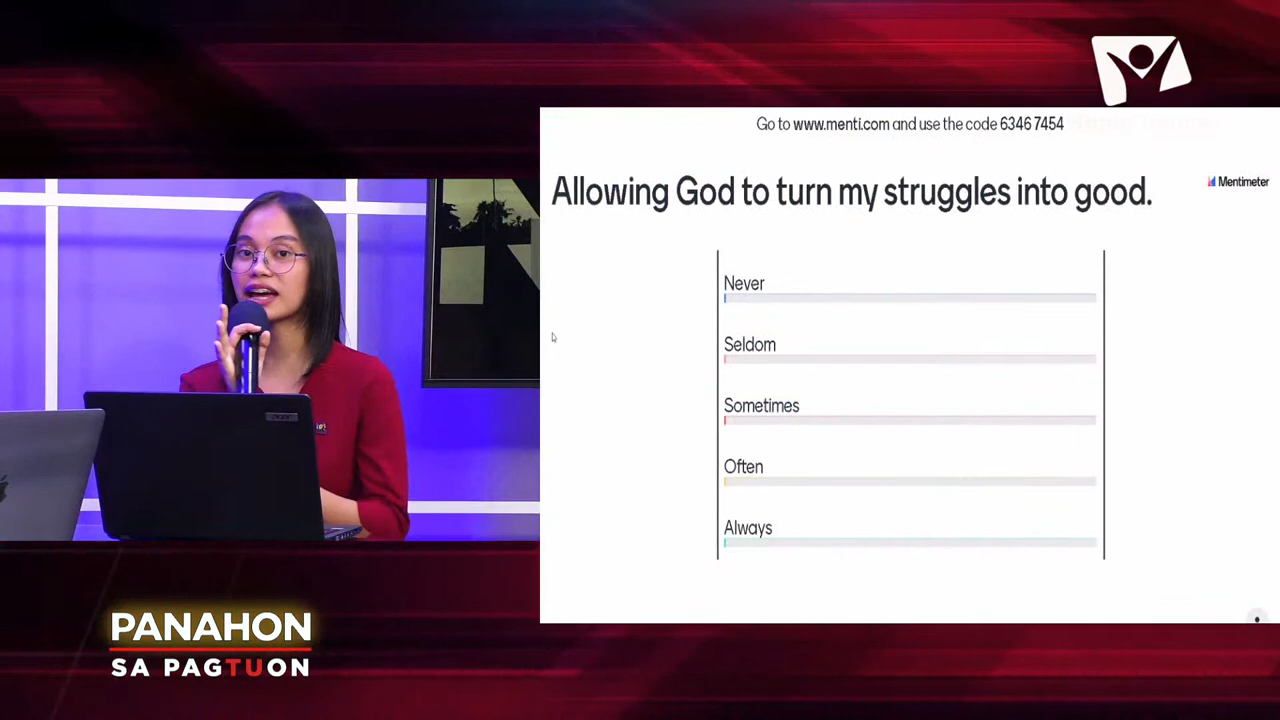 Go to www.menti.com and use the code 6346 7454
Allowing God to turn my struggles into good.
Mentimeter
Never
Seldom
Sometimes
Often
Always
PANAHON
SA PAGTUON